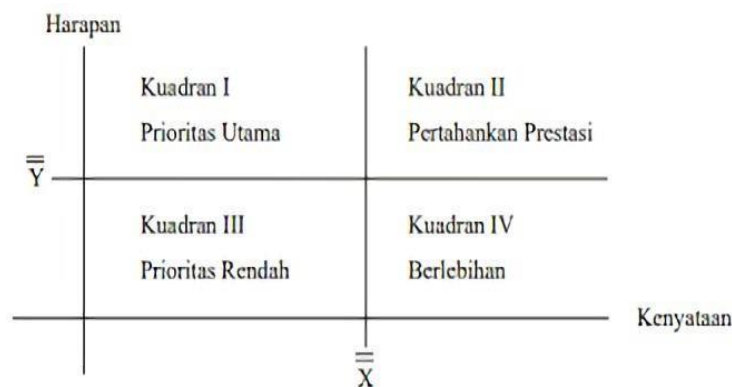 Harapan
Kuadran I
Prioritas Utama
Kuadran II
Pertahankan Prestasi
Y
Kuadran III
Prioritas Rendah
Kuadran IV
Berlebihan
Kenyataan
X